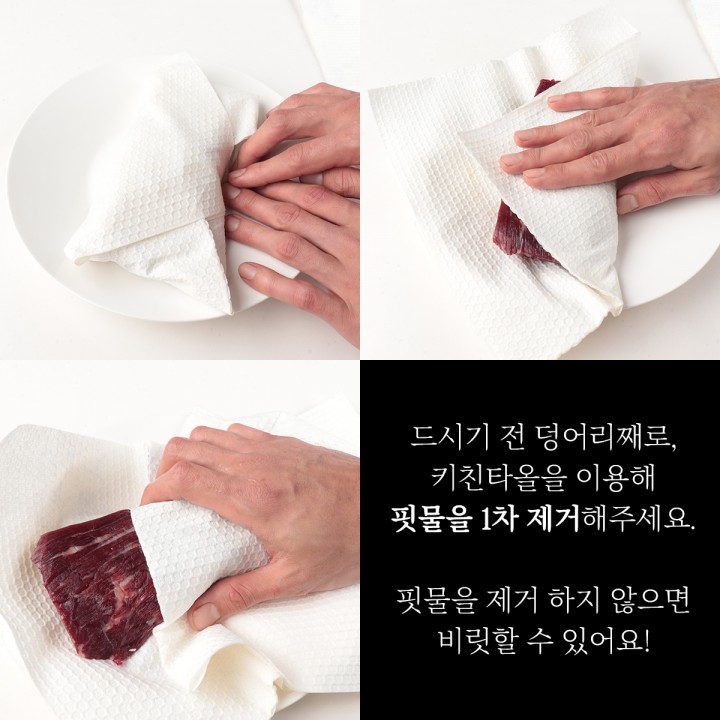 드시기 전 덩어리째로,
키친타올을 이용해
핏물을 1차 제거해주세요.
핏물을 제거 하지 않으면
비릿할 수 있어요!